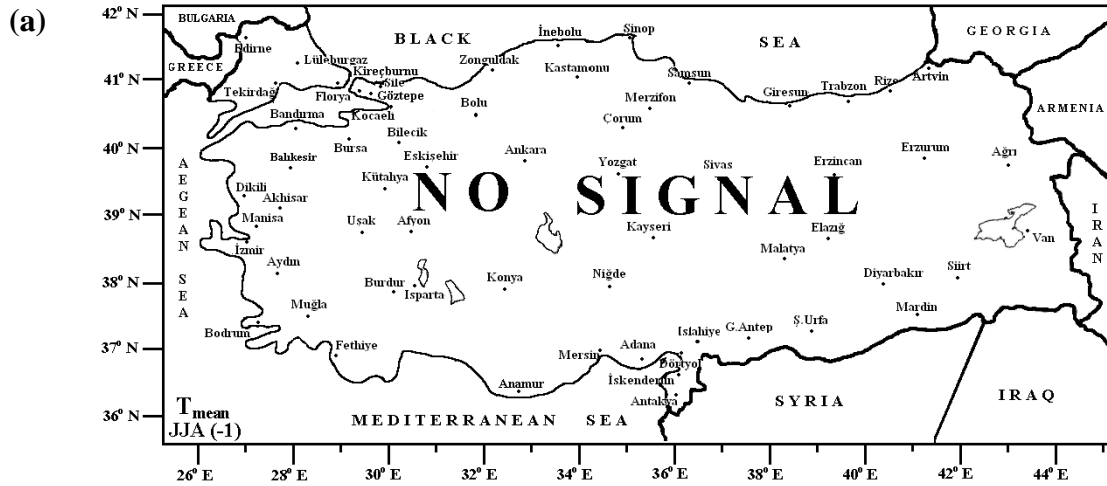 (a)
42° N
41° N
40° N
39° N
38° N
37° N
36° N
BULGARIA
GREECE
BLACK SEA
GEORGIA
ARMENIA
IRAN
IRAQ
SYRIA
MEDITERRANEAN SEA
AEGEAN SEA
NO SIGNAL
Edirne
Lüleburgaz
Kireçburnu
Şile
Tekirdağ
Florya
Göztepe
Kocaeli
Bandırma
Zonguldak
İnebolu
Sinop
Kastamonu
Samsun
Bolu
Merzifon
Çorum
Giresun
Trabzon
Rize
Artvin
Bursa
Bilecik
Eskişehir
Ankara
Yozgat
Sivas
Erzincan
Erzurum
Ağrı
Balıkesir
Kütahya
Dikili
Akhisar
Manisa
Uşak
Afyon
Kayseri
Malatya
Elazığ
Van
İzmir
Aydın
Burdur
Isparta
Konya
Niğde
Diyarbakır
Siirt
Mardin
Muğla
Bodrum
Fethiye
Mersin
Adana
Islahiye
G.Antep
Ş.Urfa
Dörtyol
İskenderun
Antakya
Anamur
Tmean
JJA (-1)
26° E
28° E
30° E
32° E
34° E
36° E
38° E
40° E
42° E
44° E